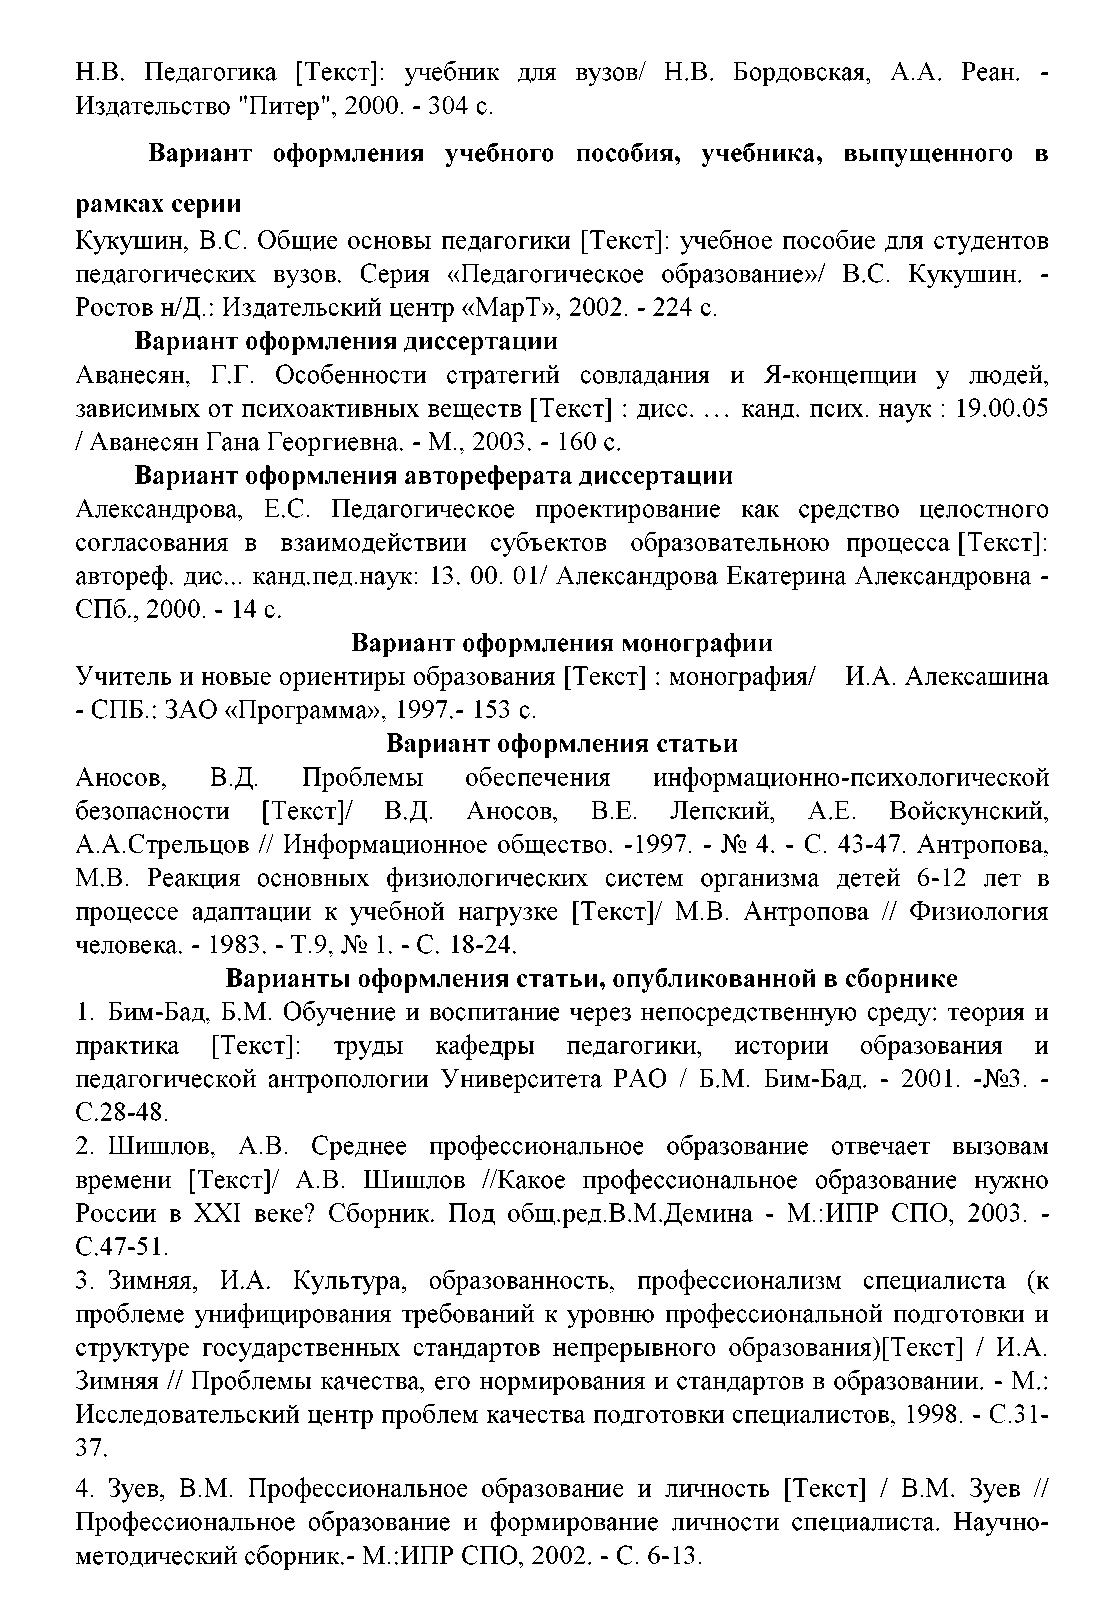 Н.В. Педагогика [Текст]: учебник для вузов/ Н.В. Бордовская, А.А. Реан. -
Издательство "Питер", 2000. - 304 с.
Вариант оформления учебного пособия, учебника, выпущенного в
рамках серии
Кукушин, В.С. Общие основы педагогики [Текст]: учебное пособие для студентов
педагогических вузов. Серия «Педагогическое образование»/ В.С. Кукушин. -
Ростов н/Д.: Издательский центр «МарТ», 2002. - 224 с.
Вариант оформления диссертации
Аванесян, Г.Г. Особенности стратегий совладания и Я-концепции у людей,
зависимых от психоактивных веществ [Текст] : дисс. … канд. псих. наук : 19.00.05
/ Аванесян Гана Георгиевна. - М., 2003. - 160 с.
Вариант оформления автореферата диссертации
Александрова, Е.С. Педагогическое проектирование как средство целостного
согласования в взаимодействии субъектов образовательною процесса [Текст]:
автореф. дис... канд.пед.наук: 13. 00. 01/ Александрова Екатерина Александровна -
СПб., 2000. - 14 с.
Вариант оформления монографии
Учитель и новые ориентиры образования [Текст] : монография/ И.А. Алексашина
- СПБ.: ЗАО «Программа», 1997.- 153 с.
Вариант оформления статьи
Аносов, В.Д. Проблемы обеспечения информационно-психологической
безопасности [Текст]/ В.Д. Аносов, В.Е. Лепский, А.Е. Войскунский,
А.А.Стрельцов // Информационное общество. -1997. - № 4. - С. 43-47. Антропова,
М.В. Реакция основных физиологических систем организма детей 6-12 лет в
процессе адаптации к учебной нагрузке [Текст]/ М.В. Антропова // Физиология
человека. - 1983. - Т.9, № 1. - С. 18-24.
Варианты оформления статьи, опубликованной в сборнике
1. Бим-Бад, Б.М. Обучение и воспитание через непосредственную среду: теория и
практика [Текст]: труды кафедры педагогики, истории образования и
педагогической антропологии Университета РАО / Б.М. Бим-Бад. - 2001. -№3. -
С.28-48.
2. Шишлов, А.В. Среднее профессиональное образование отвечает вызовам
времени [Текст]/ А.В. Шишлов //Какое профессиональное образование нужно
России в XXI веке? Сборник. Под общ.ред.В.М.Демина - М.:ИПР СПО, 2003. -
С.47-51.
3. Зимняя, И.А. Культура, образованность, профессионализм специалиста (к
проблеме унифицирования требований к уровню профессиональной подготовки и
структуре государственных стандартов непрерывного образования)[Текст] / И.А.
Зимняя // Проблемы качества, его нормирования и стандартов в образовании. - М.:
Исследовательский центр проблем качества подготовки специалистов, 1998. - С.31-
37.
4. Зуев, В.М. Профессиональное образование и личность [Текст] / В.М. Зуев //
Профессиональное образование и формирование личности специалиста. Научно-
методический сборник.- М.:ИПР СПО, 2002. - С. 6-13.